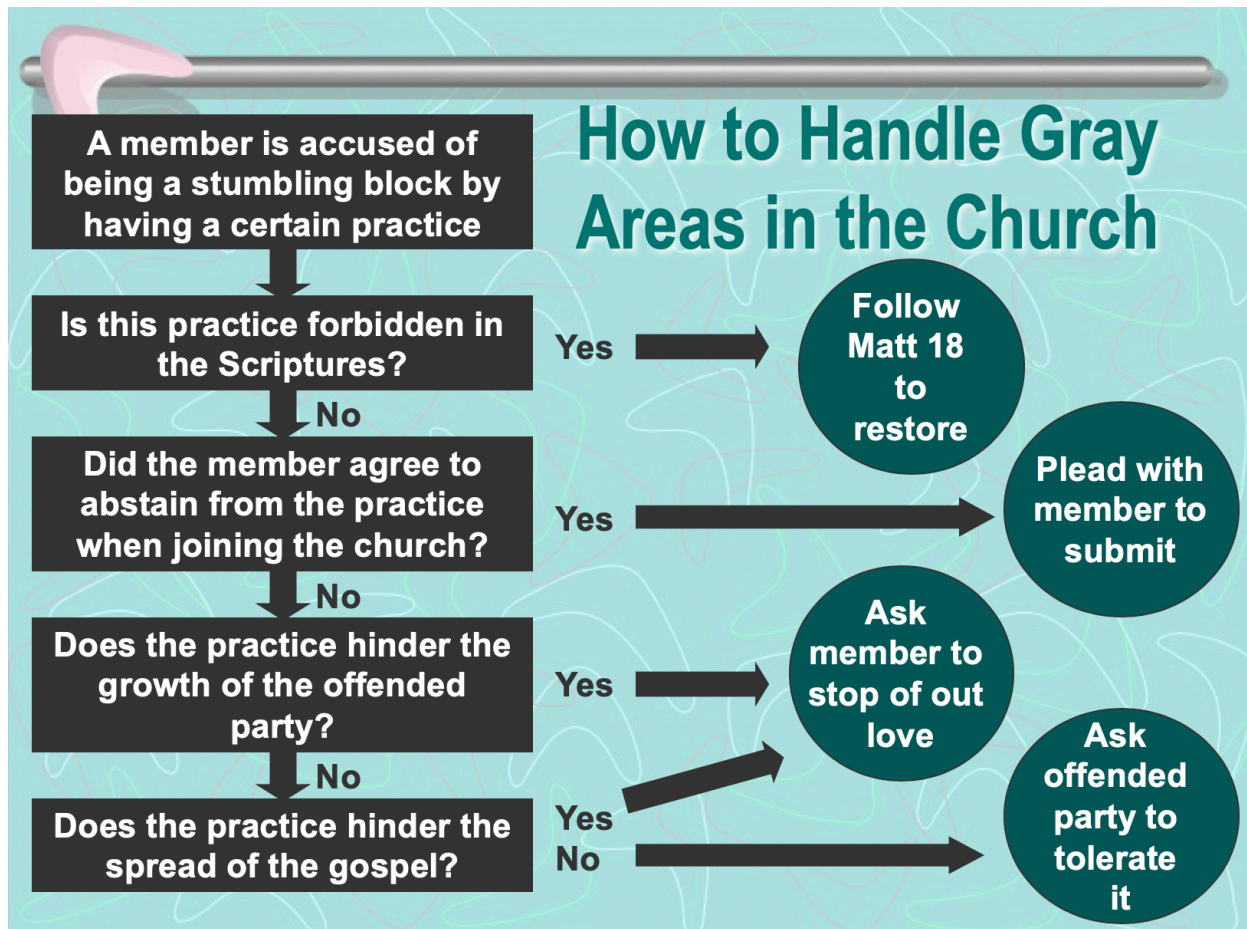 How to Handle Gray
Areas in the Church
A member is accused of
being a stumbling block by
having a certain practice
Is this practice forbidden in
the Scriptures?
Yes
Follow
Matt 18
to
restore
No
Did the member agree to
abstain from the practice
when joining the church?
Yes
Plead with
member to
submit
No
Does the practice hinder the
growth of the offended
party?
Yes
Ask
member to
stop of out
love
No
Does the practice hinder the
spread of the gospel?
Yes
No
Ask
offended
party to
tolerate
it